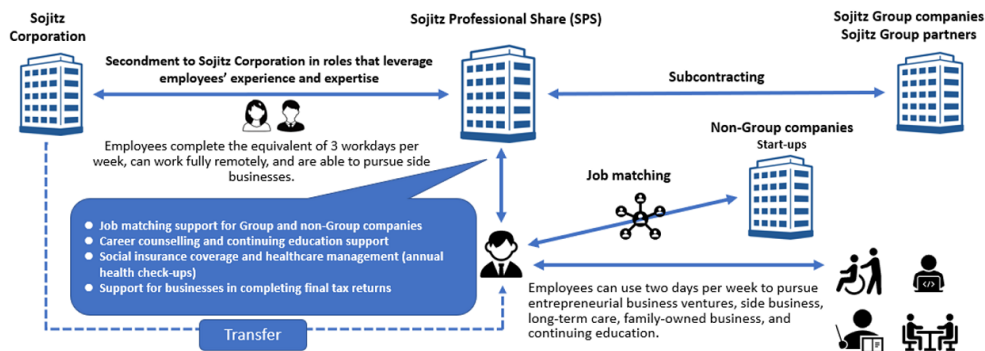 Sojitz
Corporation
Sojitz Professional Share (SPS)
Sojitz Group companies
Sojitz Group partners
Secondment to Sojitz Corporation in roles that leverage
employees' experience and expertise
Subcontracting
Employees complete the equivalent of 3 workdays per
week, can work fully remotely, and are able to pursue side
businesses.
Non-Group companies
Start-ups
Job matching
Job matching support for Group and non-Group companies
Career counselling and continuing education support
Social insurance coverage and healthcare management (annual
health check-ups)
Support for businesses in completing final tax returns
Employees can use two days per week to pursue
entrepreneurial business ventures, side business,
long-term care, family-owned business, and
continuing education.
Transfer